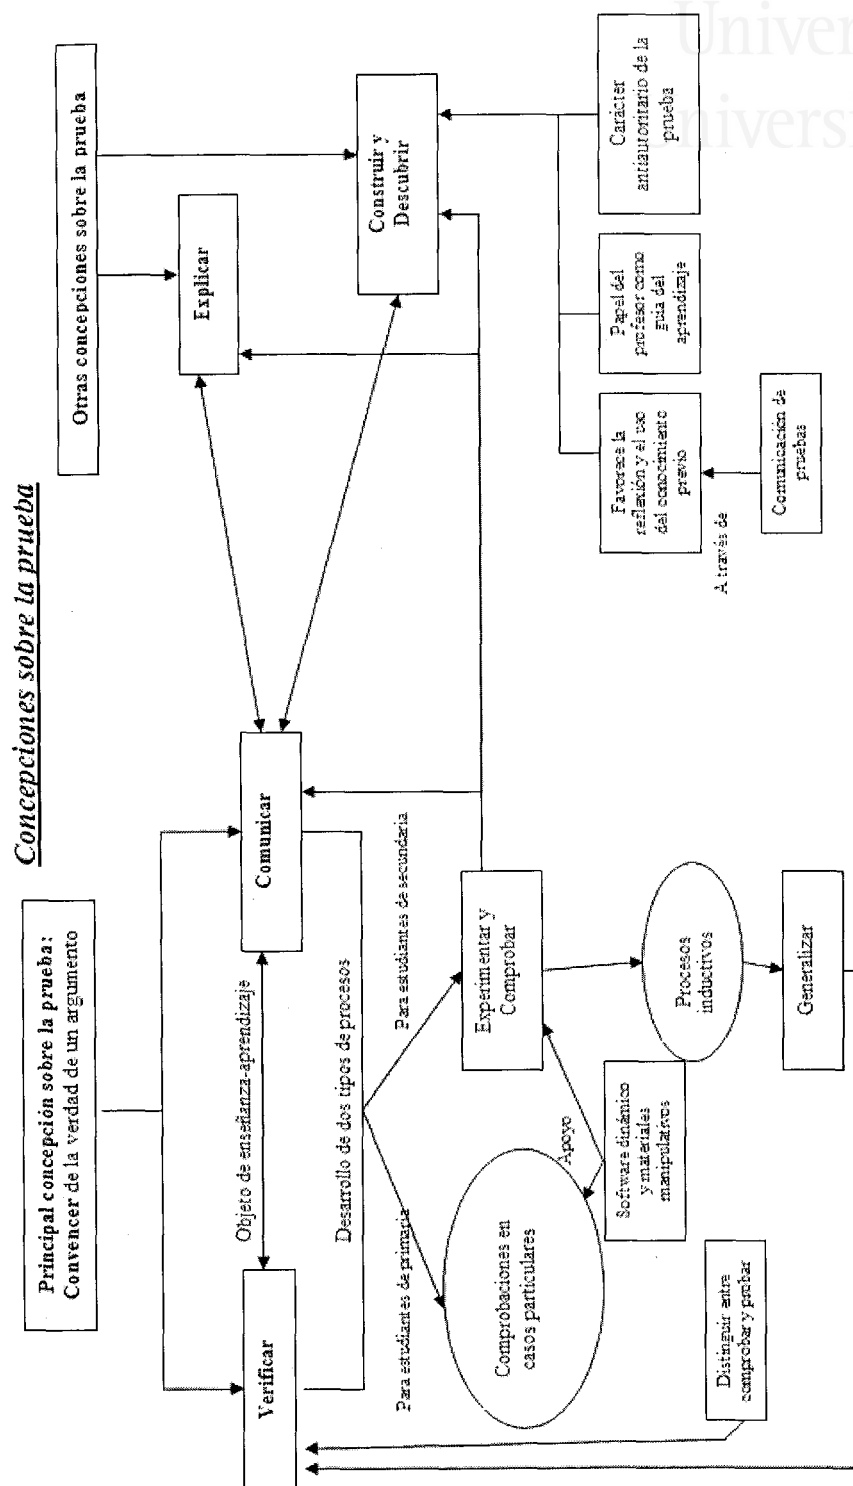 Concepciones sobre la prueba
Principal concepción sobre la prueba:
Convencer de la verdad de un argumento
Otras concepciones sobre la prueba
Verificar
Objeto de enseñanza-aprendizaje
Comunicar
Explicar
Construir y
Descubrir
Desarrollo de dos tipos de procesos
Para estudiantes de primaria
Para estudiantes de secundaria
Comprobaciones en
casos particulares
Apoyo
Experimentar y
Comprobar
Software dinámico
y materiales
manipulativos
Procesos
inductivos
Generalizar
Distinguir entre
comprobar y probar
Favorece la
reflexión y el uso
del conocimiento
previo
Papel del
profesor como
guía del
aprendizaje
Carácter
antiautoritario de la
prueba
A través de
Comunicación de
pruebas
Univer
Universi